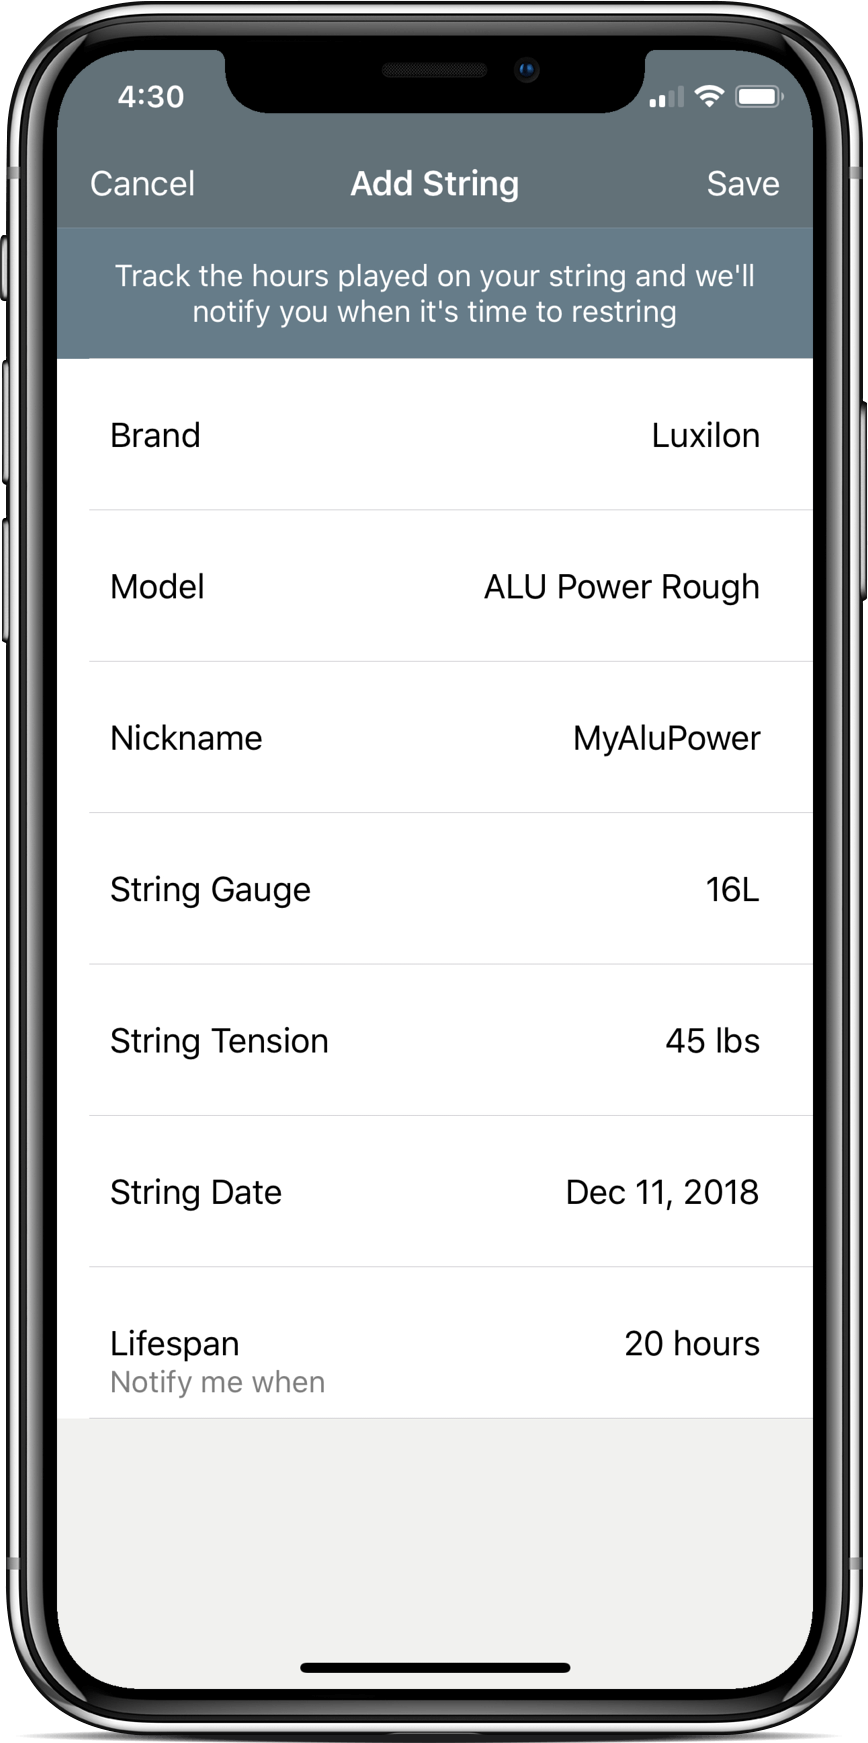 4:30
Cancel Add String Save
Track the hours played on your string and we'll
notify you when it's time to restring
Brand Luxilon
Model ALU Power Rough
Nickname MyAluPower
String Gauge 16L
String Tension 45 lbs
String Date Dec 11, 2018
Lifespan 20 hours
Notify me when